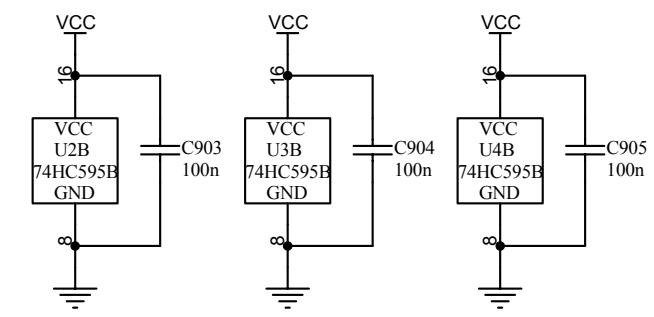 VCC
VCC
VCC
16
16
16
VCC
U2B
74HC595B
GND
C903
100n
VCC
U3B
74HC595B
GND
C904
100n
VCC
U4B
74HC595B
GND
C905
100n
8
8
8